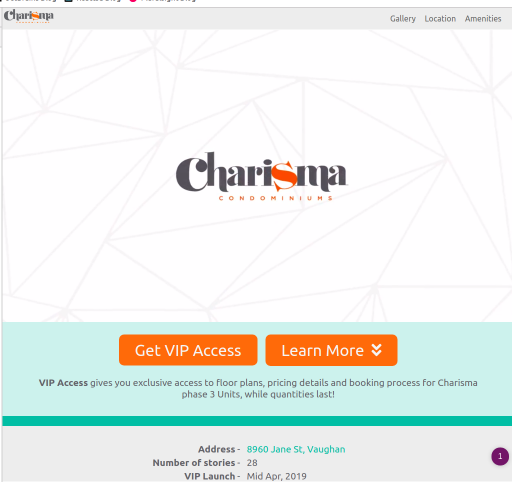 Charisma
CONDOMINIUMS
Gallery Location Amenities
Charisma
CONDOMINIUMS
Get VIP Access Learn More
VIP Access gives you exclusive access to floor plans, pricing details and booking process for Charisma
phase 3 Units, while quantities last!
Address - 8960 Jane St, Vaughan
Number of stories - 28
VIP Launch - Mid Apr, 2019
1